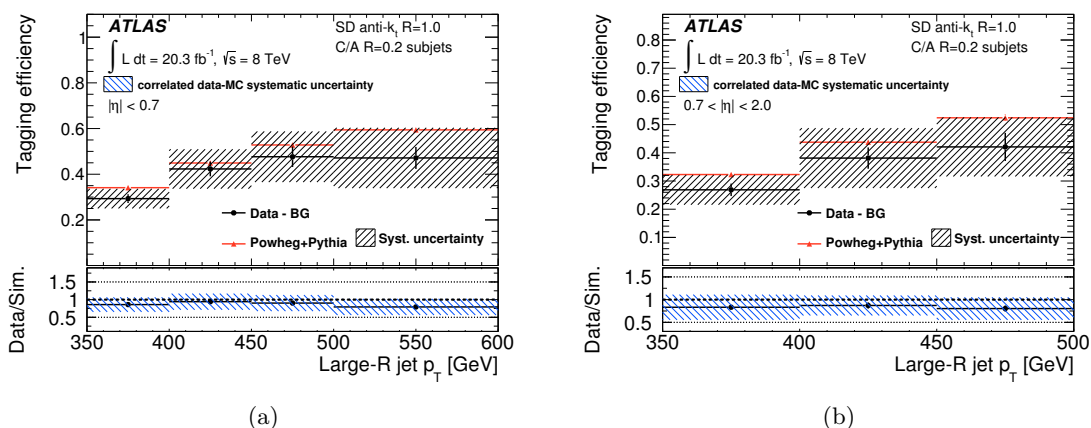 ATLAS
SD anti-kₜ R=1.0
C/A R=0.2 subjets
∫ L dt = 20.3 fb⁻¹, √s = 8 TeV
correlated data-MC systematic uncertainty
|η| < 0.7
Tagging efficiency
1
0.8
0.6
0.4
0.2
Data - BG
Powheg+Pythia
Syst. uncertainty
Data/Sim.
1.5
1
0.5
350 400 450 500 550 600
Large-R jet p_T [GeV]
(a)
ATLAS
SD anti-kₜ R=1.0
C/A R=0.2 subjets
∫ L dt = 20.3 fb⁻¹, √s = 8 TeV
correlated data-MC systematic uncertainty
0.7 < |η| < 2.0
Tagging efficiency
0.8
0.7
0.6
0.5
0.4
0.3
0.2
0.1
0
Data - BG
Powheg+Pythia
Syst. uncertainty
Data/Sim.
1.5
1
0.5
350 400 450 500
Large-R jet p_T [GeV]
(b)